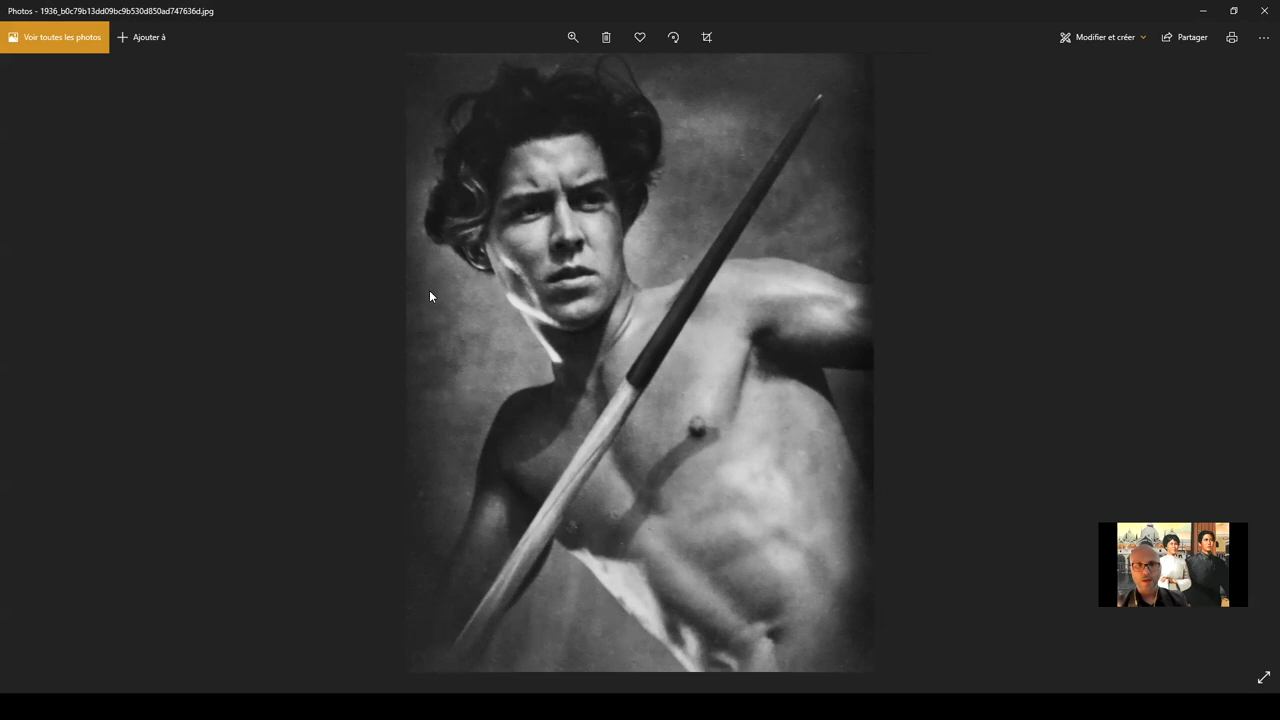 Photos - 1936_b0c79b13dd09bc9b530d850ad747636d.jpg
Voir toutes les photos
Ajouter à
Modifier et créer
Partager